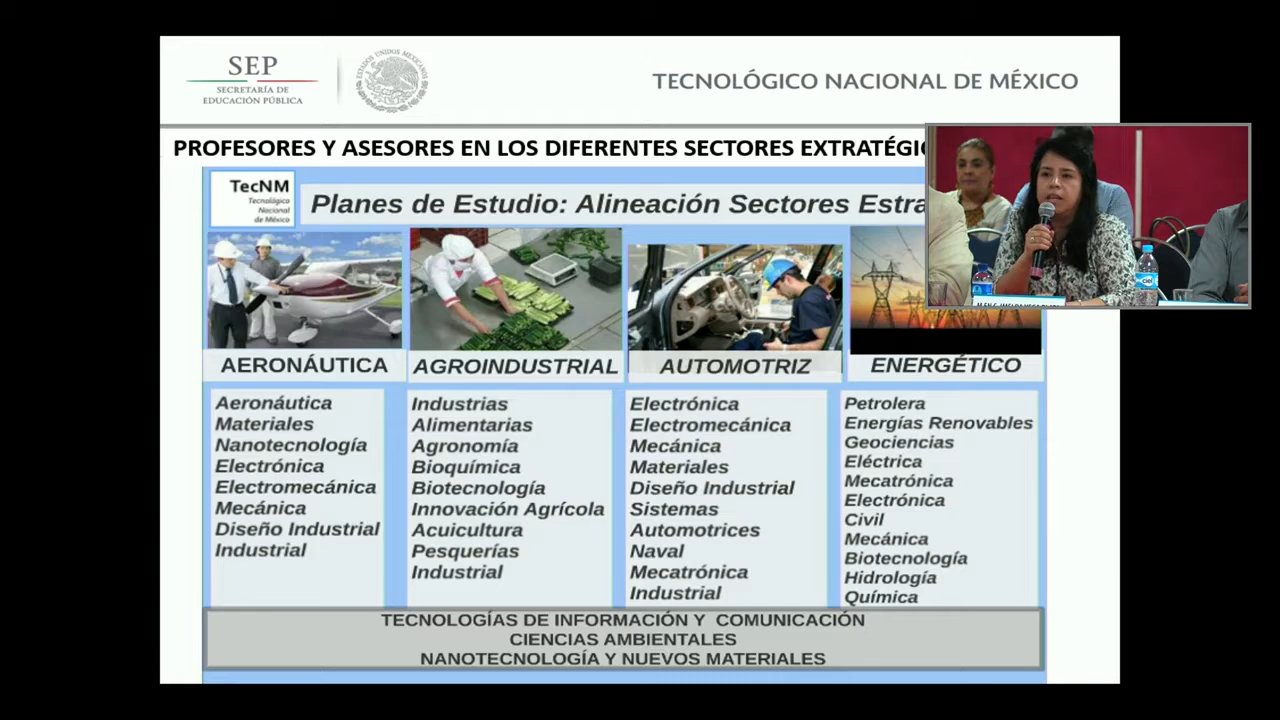 SEP
SECRETARÍA DE
EDUCACIÓN PÚBLICA
ESTADOS UNIDOS MEXICANOS
TECNOLÓGICO NACIONAL DE MÉXICO
PROFESORES Y ASESORES EN LOS DIFERENTES SECTORES
TecNM
Tecnológico
Nacional
de México
Planes de Estudio: Alineación Sectores
AERONÁUTICA
Aeronáutica
Materiales
Nanotecnología
Electrónica
Electromecánica
Mecánica
Diseño Industrial
Industrial
AGROINDUSTRIAL
Industrias
Alimentarias
Agronomía
Bioquímica
Biotecnología
Innovación Agrícola
Acuicultura
Pesquerías
Industrial
AUTOMOTRIZ
Electrónica
Electromecánica
Mecánica
Materiales
Diseño Industrial
Sistemas
Automotrices
Naval
Mecatrónica
Industrial
ENERGÉTICO
Petrolera
Energías Renovables
Geociencias
Eléctrica
Mecatrónica
Electrónica
Civil
Mecánica
Biotecnología
Hidrología
Química
TECNOLOGÍAS DE INFORMACIÓN Y COMUNICACIÓN
CIENCIAS AMBIENTALES
NANOTECNOLOGÍA Y NUEVOS MATERIALES